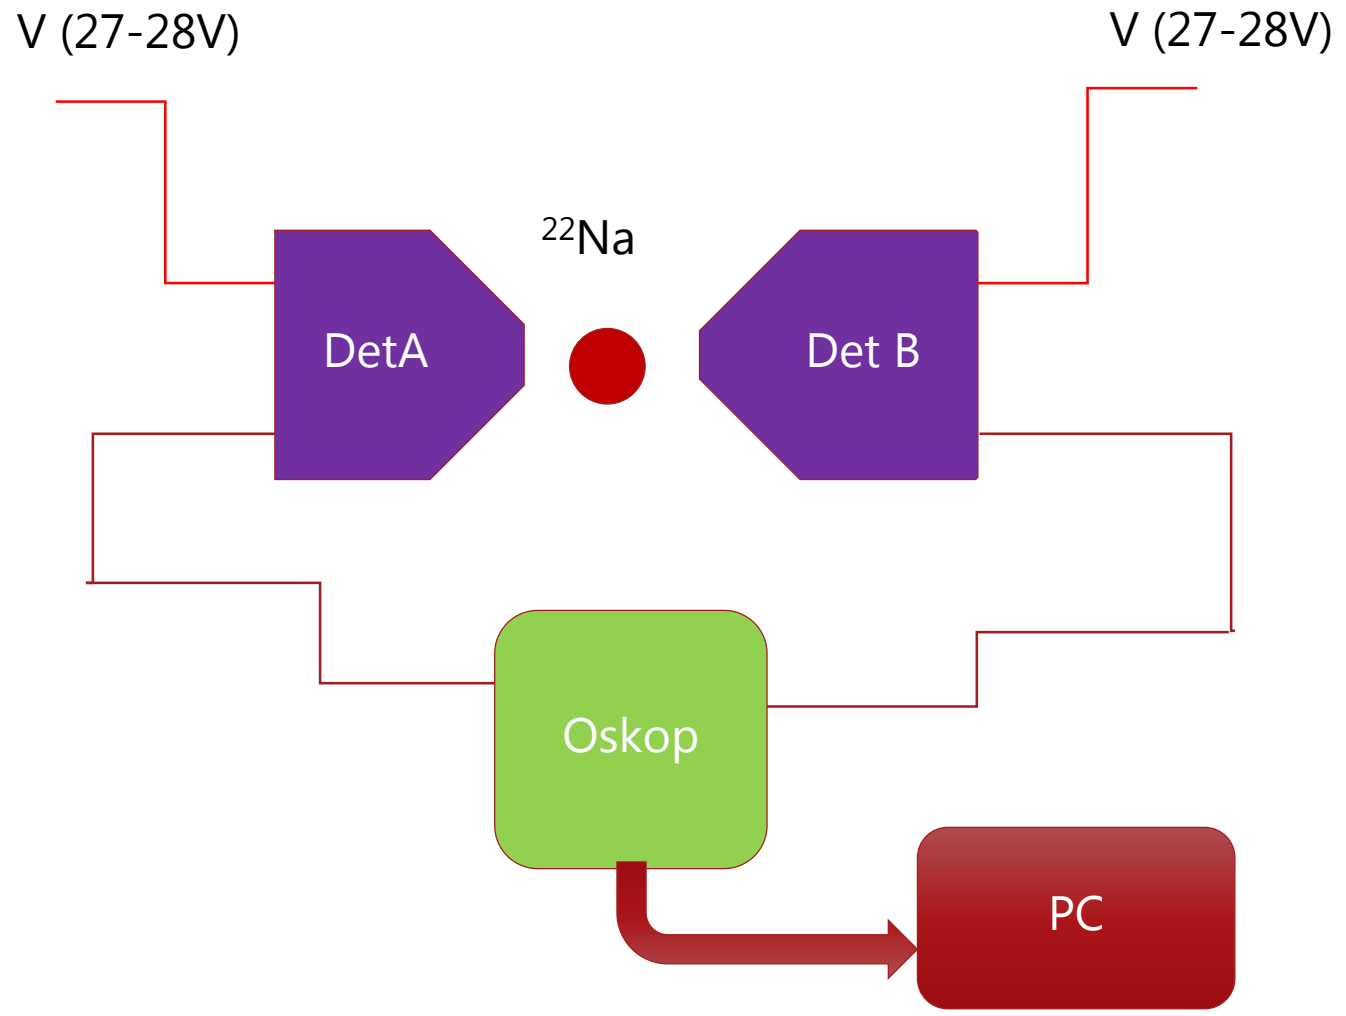 V (27-28V)
V (27-28V)
²²Na
DetA
Det B
Oskop
PC